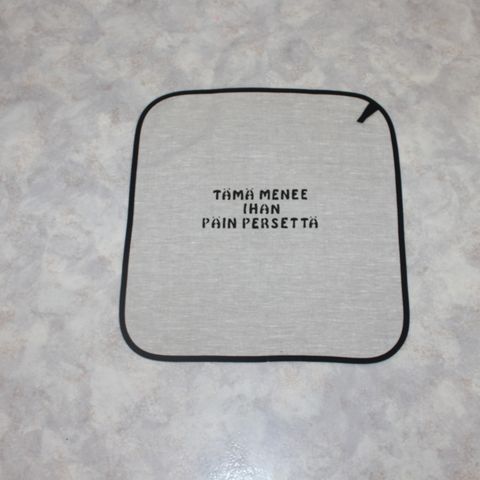 TÄMÄ MENEE
IHAN
PÄIN PERSETTÄ